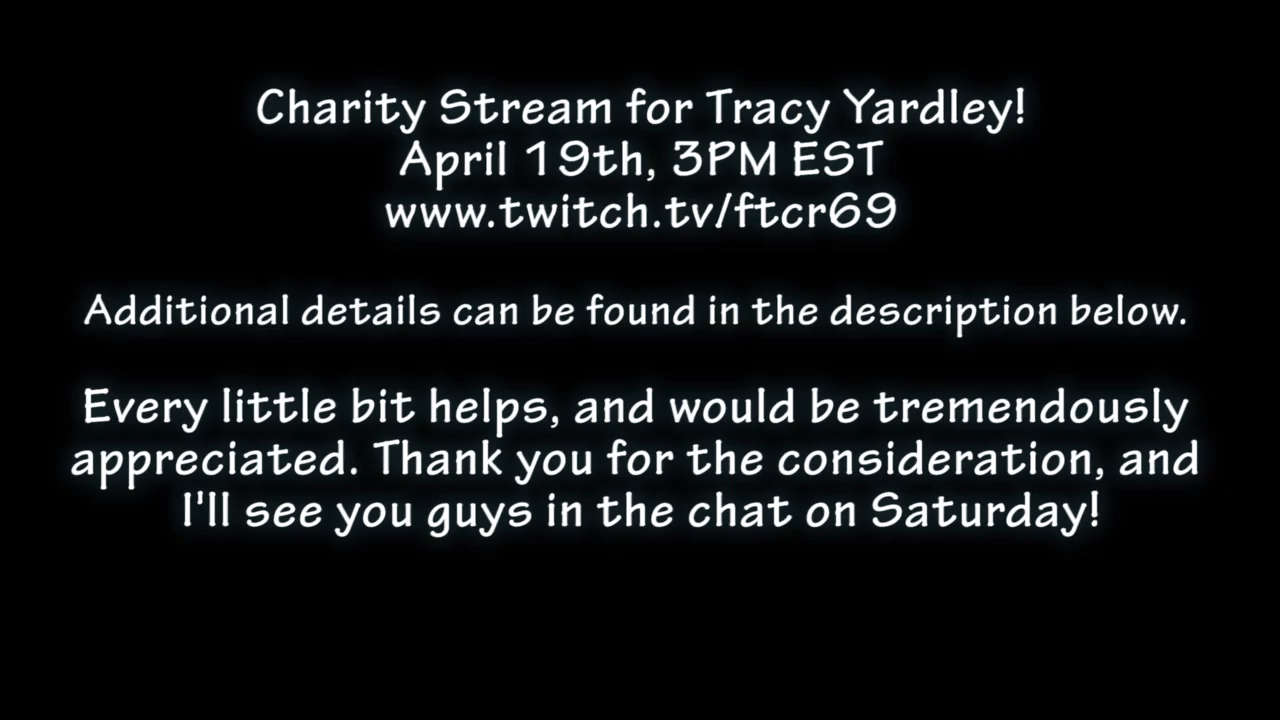 Charity Stream for Tracy Yardley!
April 19th, 3PM EST
www.twitch.tv/ftcr69
Additional details can be found in the description below.
Every little bit helps, and would be tremendously
appreciated. Thank you for the consideration, and
I'll see you guys in the chat on Saturday!